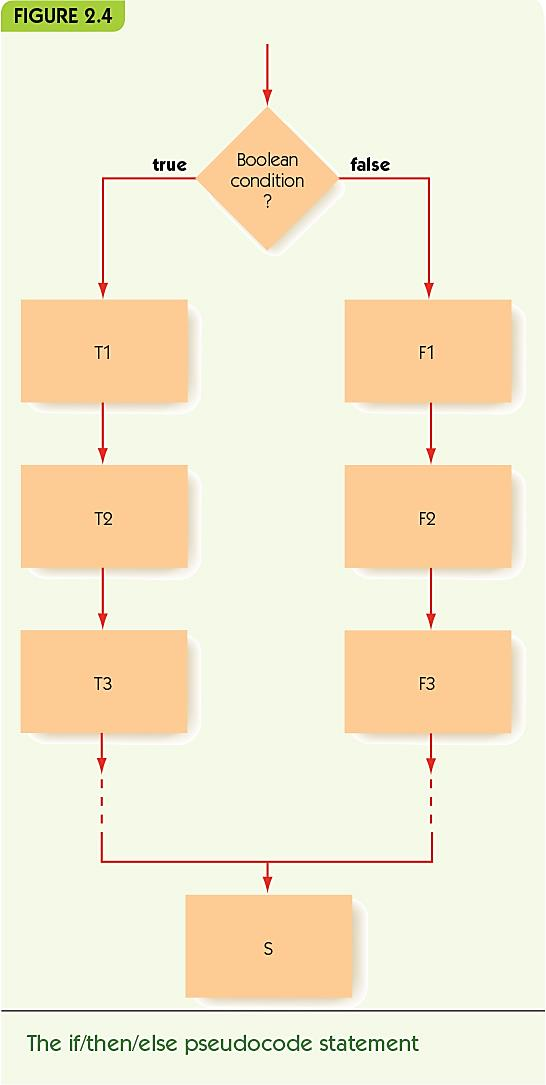 FIGURE 2.4
Boolean
condition
?
true
false
T1
F1
T2
F2
T3
F3
S
The if/then/else pseudocode statement